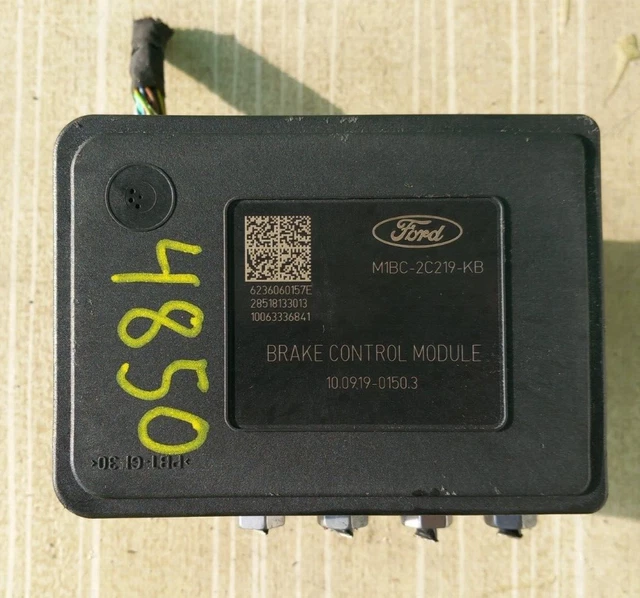 Ford
M1BC-2C219-KB
6236060157E
28518133013
10063336841
BRAKE CONTROL MODULE
10.09.19-0150.3
4850
>PBT-GF30<